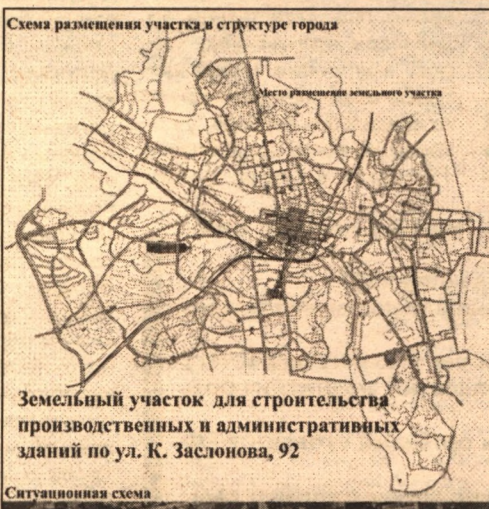 Схема размещения участка в структуре города
Место размещение земельного участка
Земельный участок для строительства
производственных и административных
зданий по ул. К. Заслонова, 92
Ситуационная схема